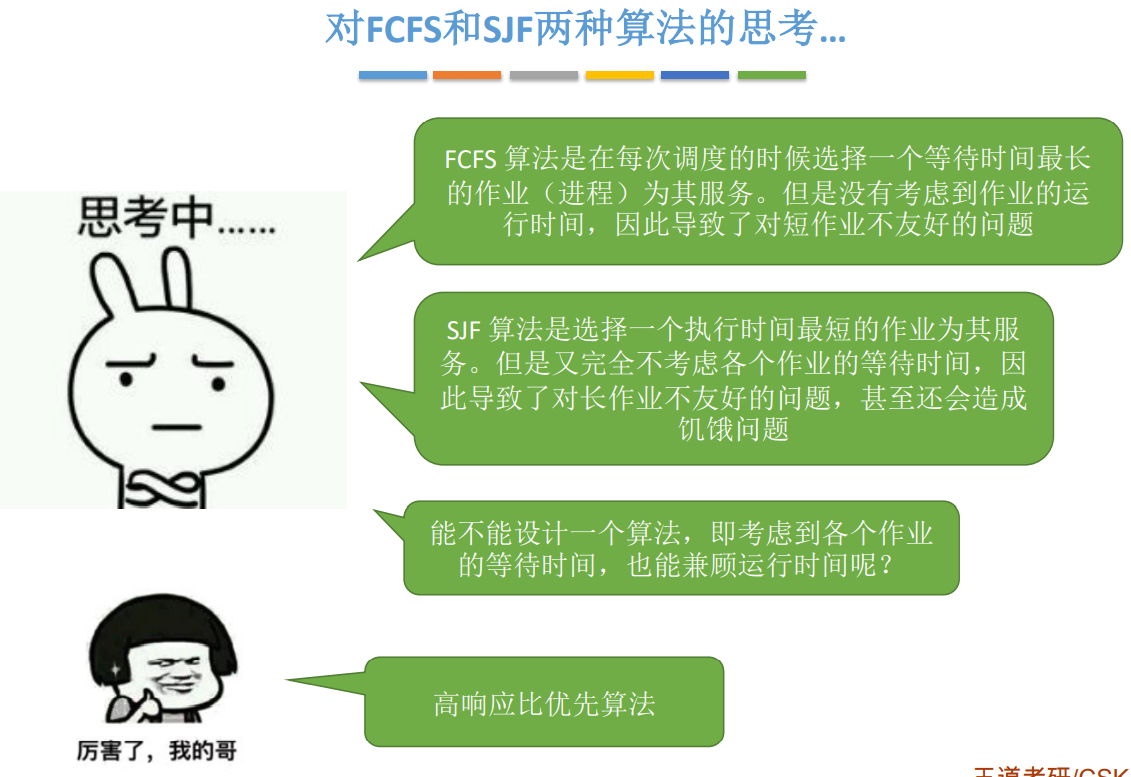 对FCFS和SJF两种算法的思考…
FCFS 算法是在每次调度的时候选择一个等待时间最长
的作业（进程）为其服务。但是没有考虑到作业的运
行时间，因此导致了对短作业不友好的问题
思考中……
SJF 算法是选择一个执行时间最短的作业为其服
务。但是又完全不考虑各个作业的等待时间，因
此导致了对长作业不友好的问题，甚至还会造成
饥饿问题
能不能设计一个算法，即考虑到各个作业
的等待时间，也能兼顾运行时间呢？
高响应比优先算法
厉害了，我的哥
王道考研/CSK